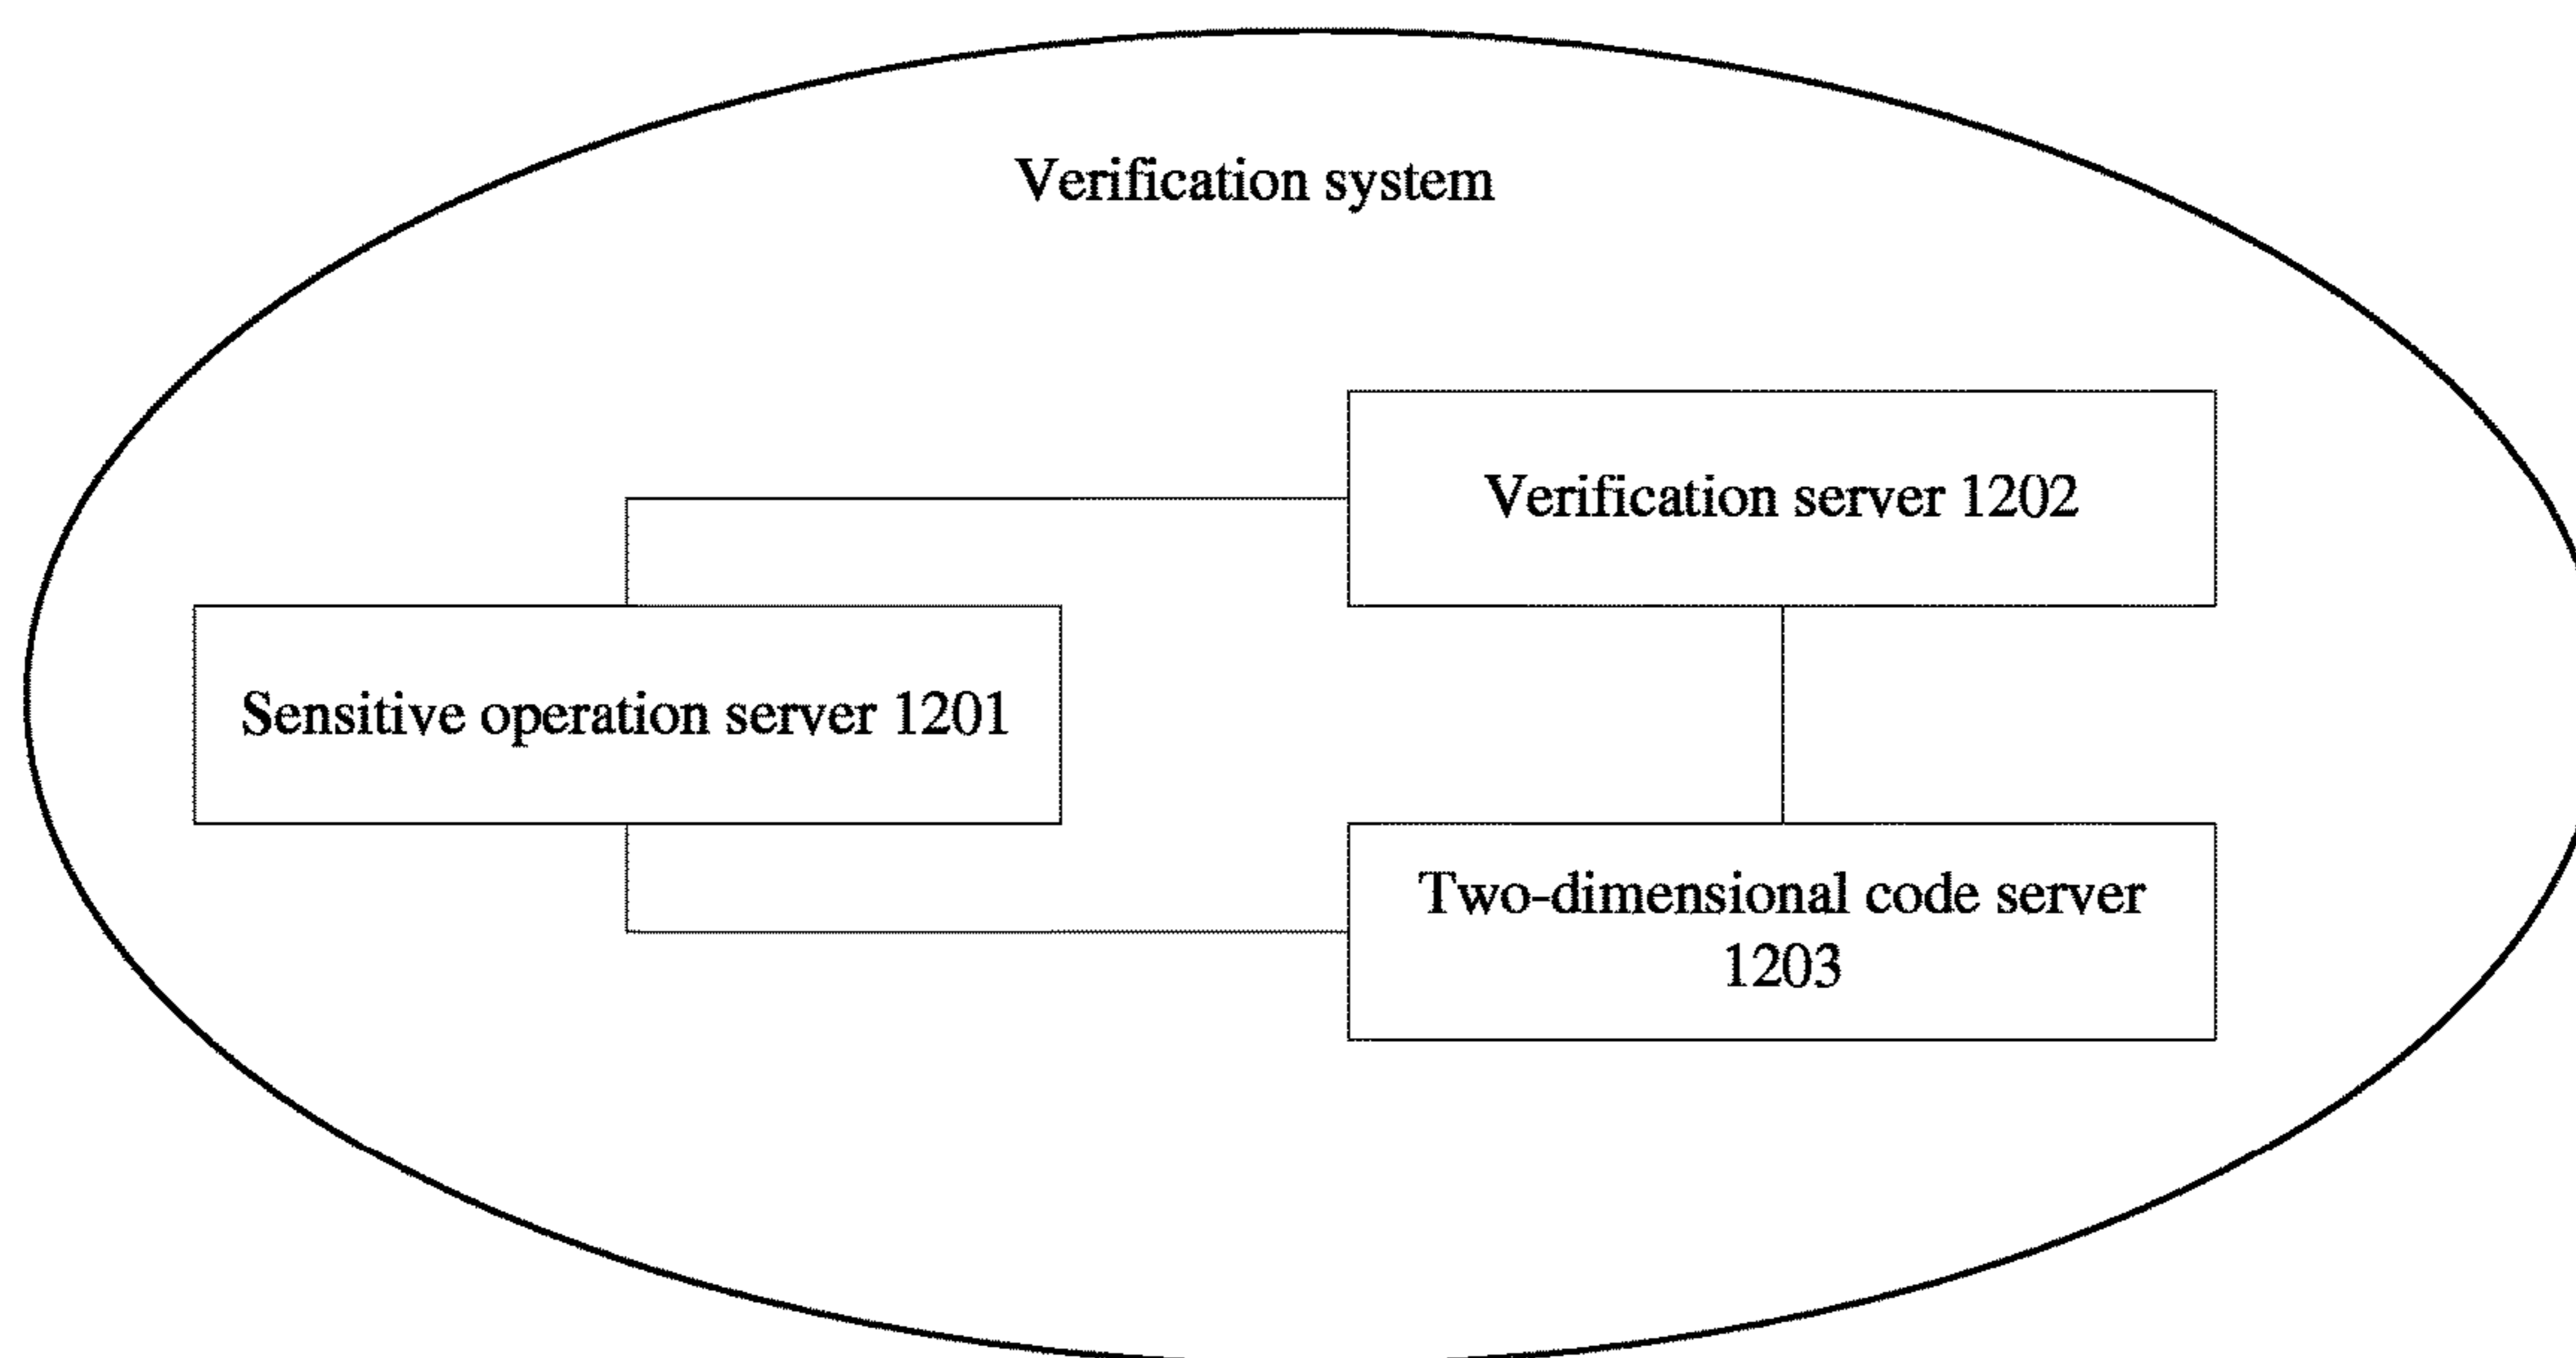 Verification system
Verification server 1202
Sensitive operation server 1201
Two-dimensional code server
1203